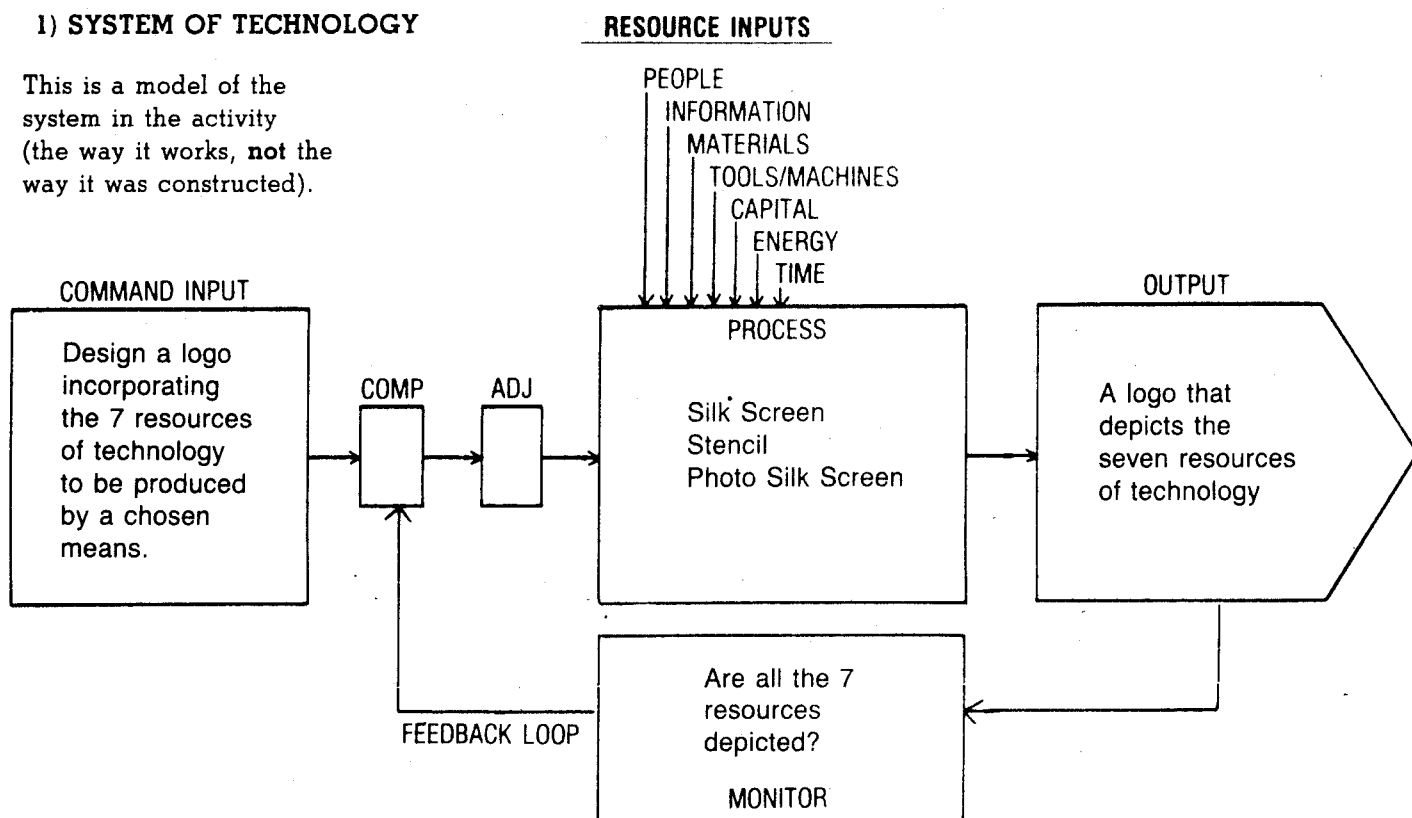 1) SYSTEM OF TECHNOLOGY
This is a model of the
system in the activity
(the way it works, not the
way it was constructed).
RESOURCE INPUTS
PEOPLE
INFORMATION
MATERIALS
TOOLS/MACHINES
CAPITAL
ENERGY
TIME
COMMAND INPUT
Design a logo
incorporating
the 7 resources
of technology
to be produced
by a chosen
means.
COMP
ADJ
PROCESS
Silk Screen
Stencil
Photo Silk Screen
OUTPUT
A logo that
depicts the
seven resources
of technology
FEEDBACK LOOP
Are all the 7
resources
depicted?
MONITOR